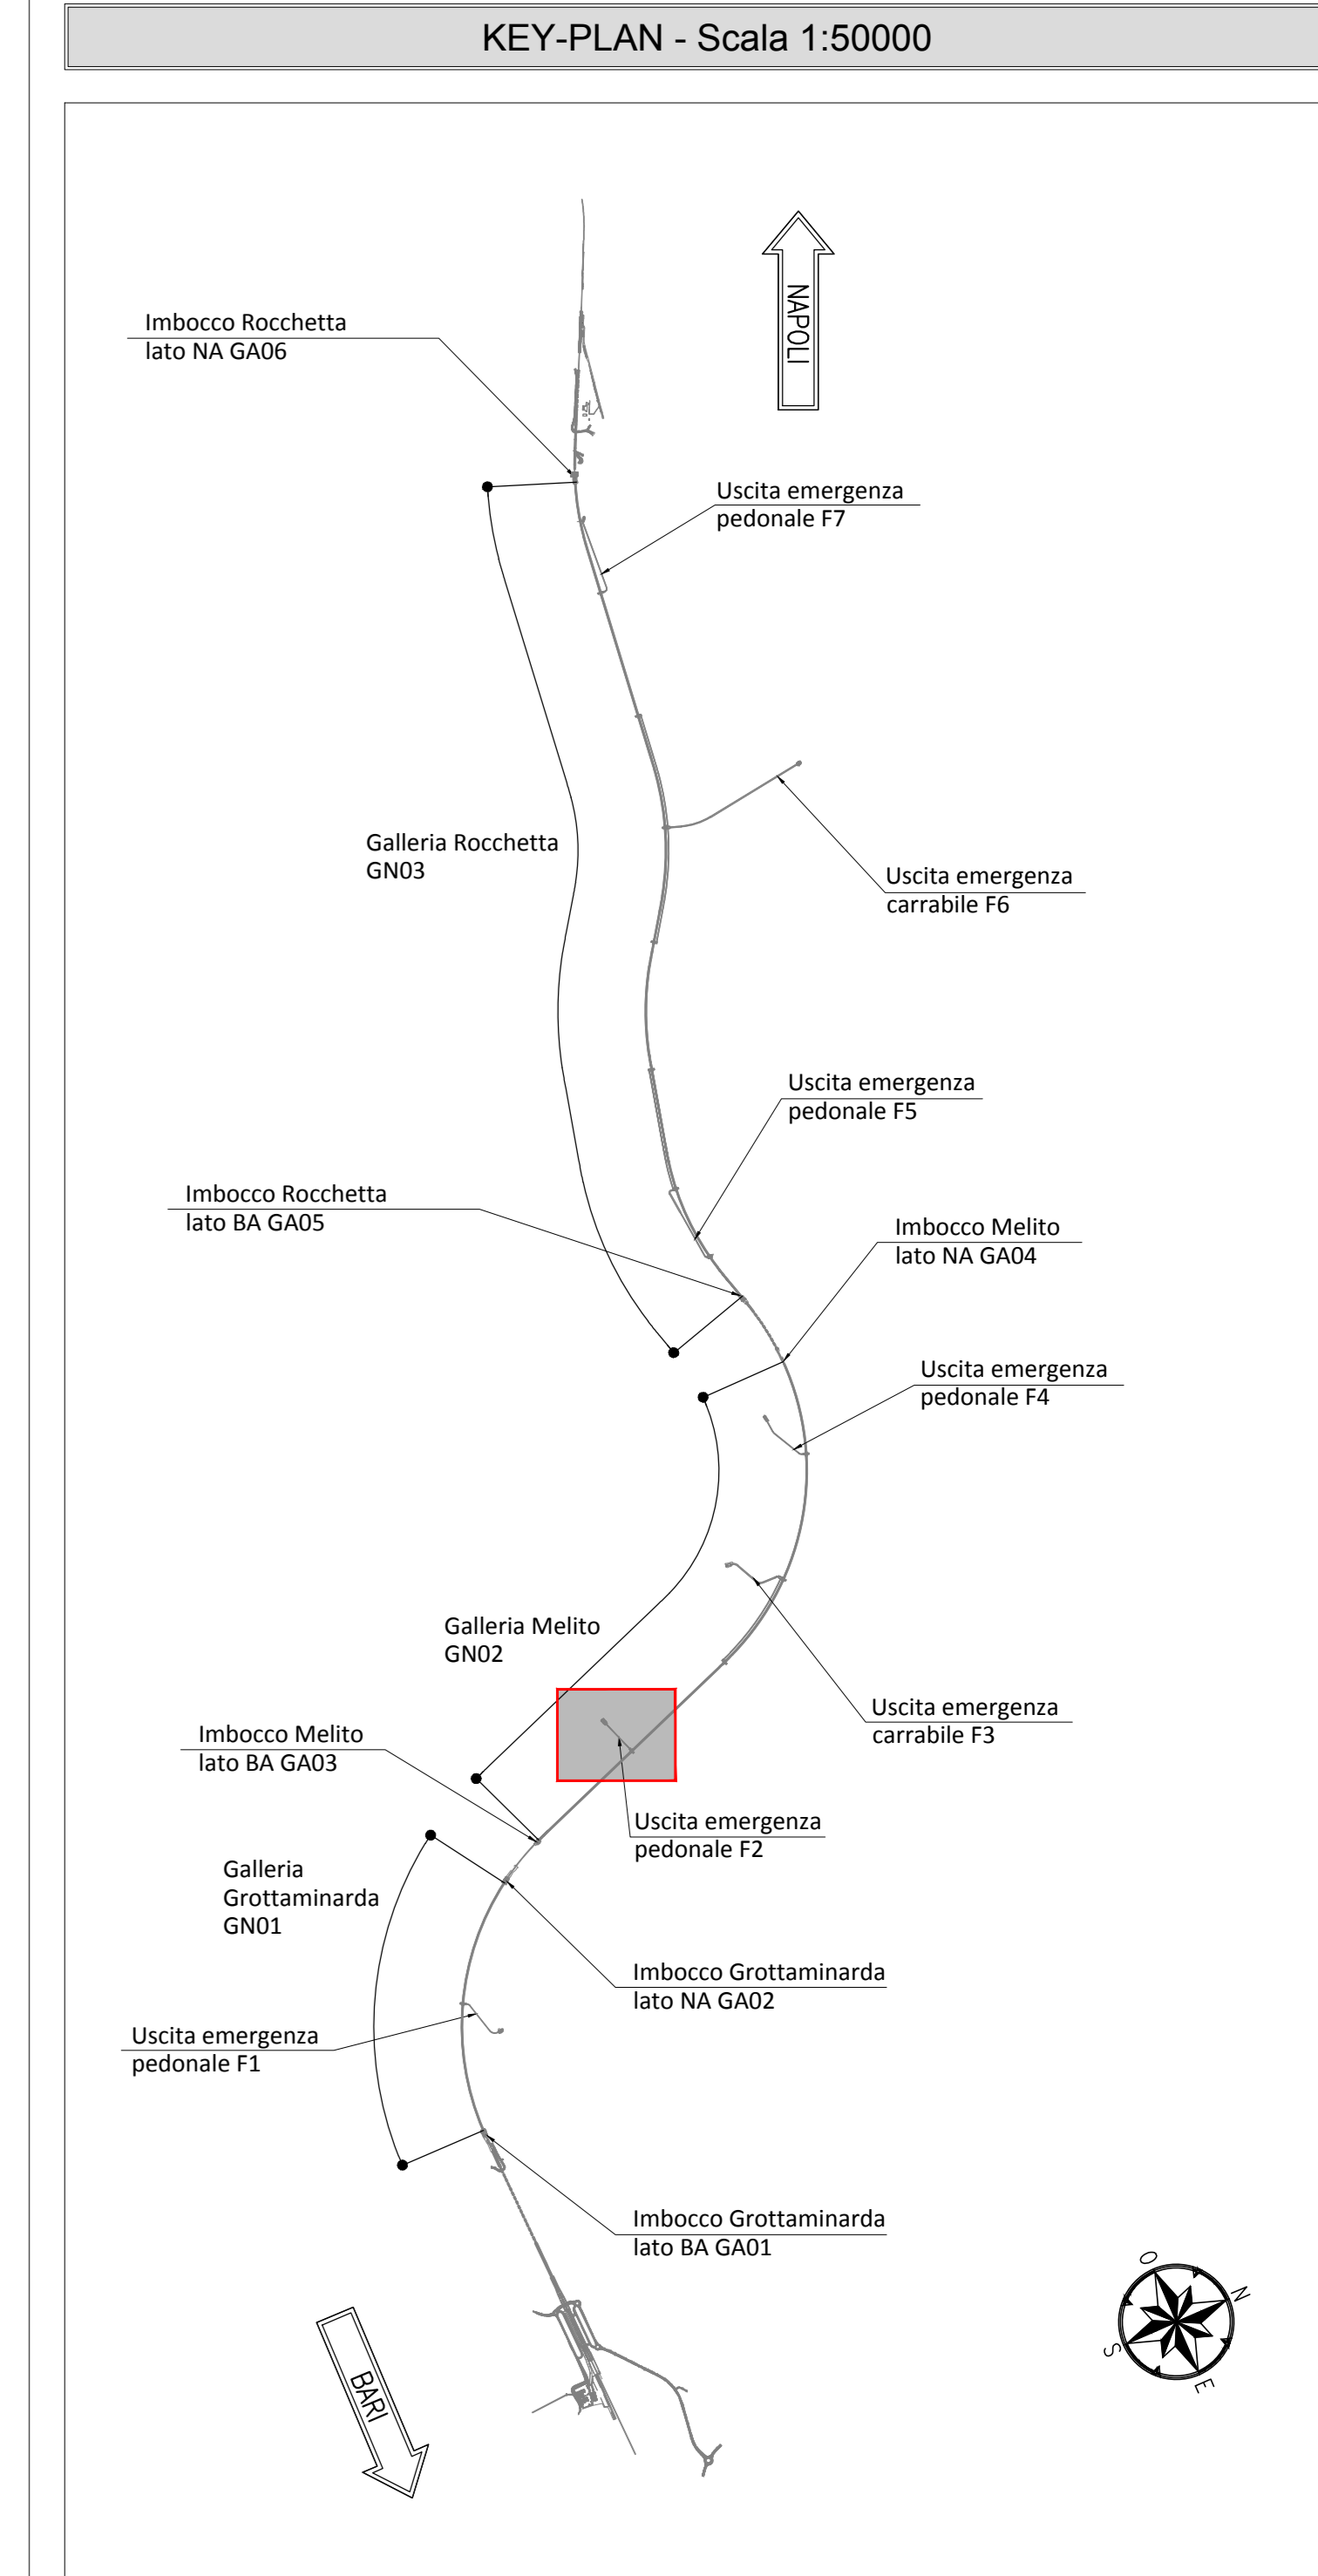 KEY-PLAN - Scala 1:50000
NAPOLI
Imbocco Rocchetta
lato NA GA06
Uscita emergenza
pedonale F7
Galleria Rocchetta
GN03
Uscita emergenza
carrabile F6
Uscita emergenza
pedonale F5
Imbocco Rocchetta
lato BA GA05
Imbocco Melito
lato NA GA04
Uscita emergenza
pedonale F4
Galleria Melito
GN02
Uscita emergenza
carrabile F3
Imbocco Melito
lato BA GA03
Uscita emergenza
pedonale F2
Galleria
Grottaminarda
GN01
Imbocco Grottaminarda
lato NA GA02
Uscita emergenza
pedonale F1
Imbocco Grottaminarda
lato BA GA01
O
N
S
E
BARI